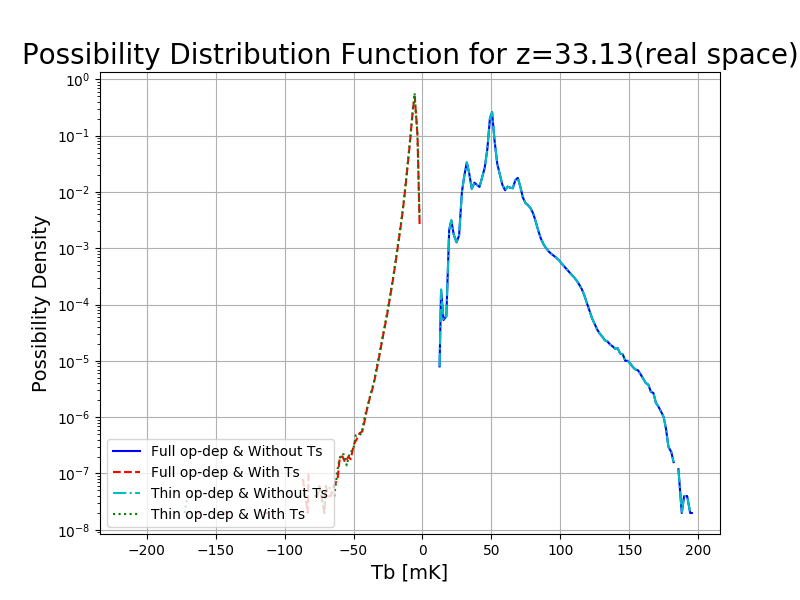 Possibility Distribution Function for z=33.13(real space)
Possibility Density
10⁰
10⁻¹
10⁻²
10⁻³
10⁻⁴
10⁻⁵
10⁻⁶
10⁻⁷
10⁻⁸
Full op-dep & Without Ts
Full op-dep & With Ts
Thin op-dep & Without Ts
Thin op-dep & With Ts
−200 −150 −100 −50 0 50 100 150 200
Tb [mK]